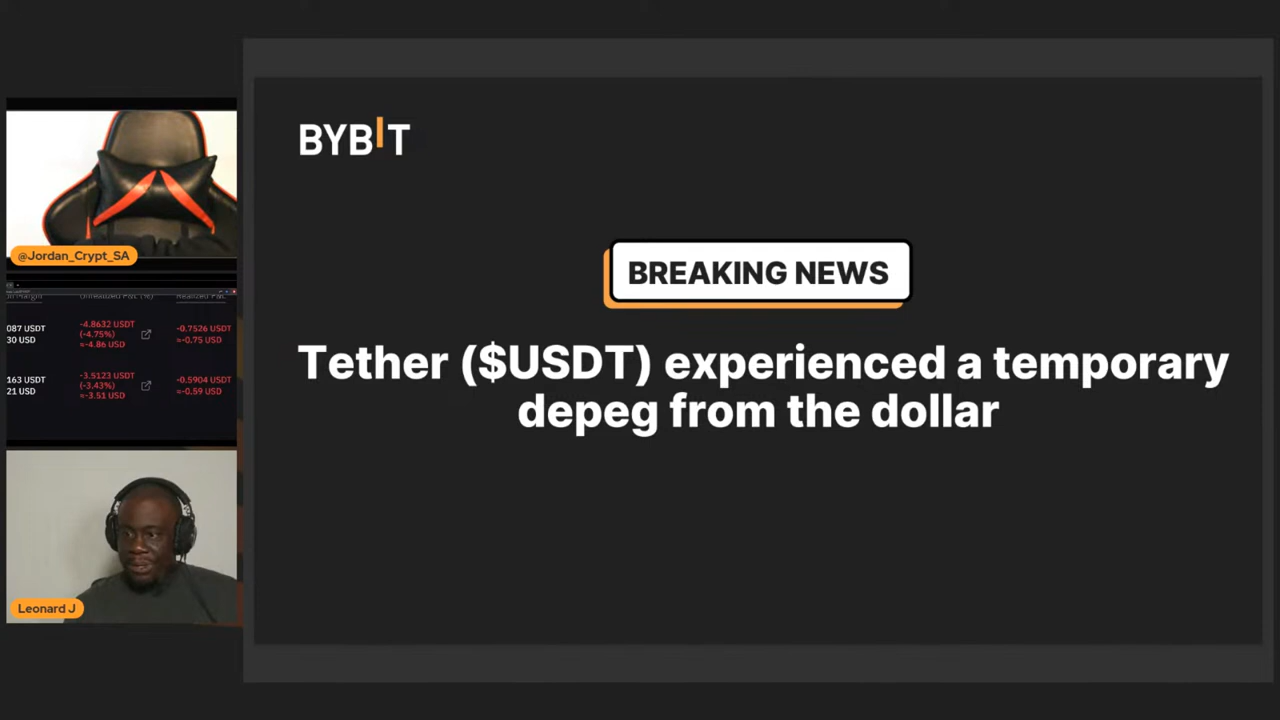 BYBIT
BREAKING NEWS
Tether ($USDT) experienced a temporary
depeg from the dollar
@Jordan_Crypt_SA
087 USDT
30 USD
-4.8632 USDT
(-4.75%)
≈-4.86 USD
-0.7526 USDT
≈-0.75 USD
163 USDT
21 USD
-3.5123 USDT
(-3.43%)
≈-3.51 USD
-0.5904 USDT
≈-0.59 USD
Leonard J